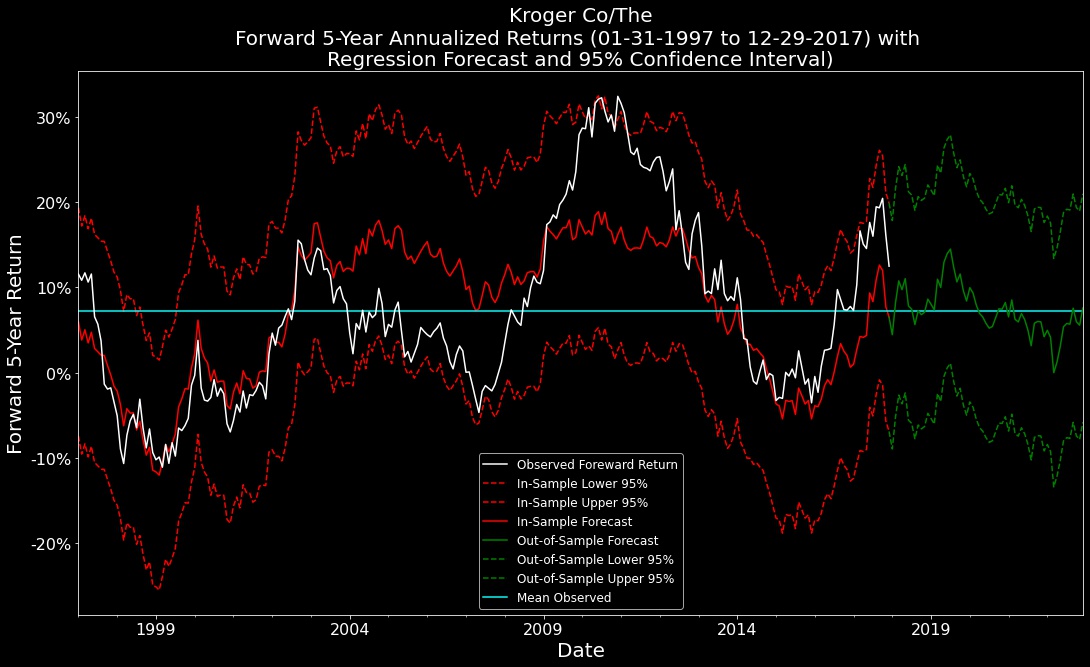 Kroger Co/The
Forward 5-Year Annualized Returns (01-31-1997 to 12-29-2017) with
Regression Forecast and 95% Confidence Interval)
Forward 5-Year Return
30%
20%
10%
0%
-10%
-20%
Observed Foreward Return
In-Sample Lower 95%
In-Sample Upper 95%
In-Sample Forecast
Out-of-Sample Forecast
Out-of-Sample Lower 95%
Out-of-Sample Upper 95%
Mean Observed
1999
2004
2009
2014
2019
Date